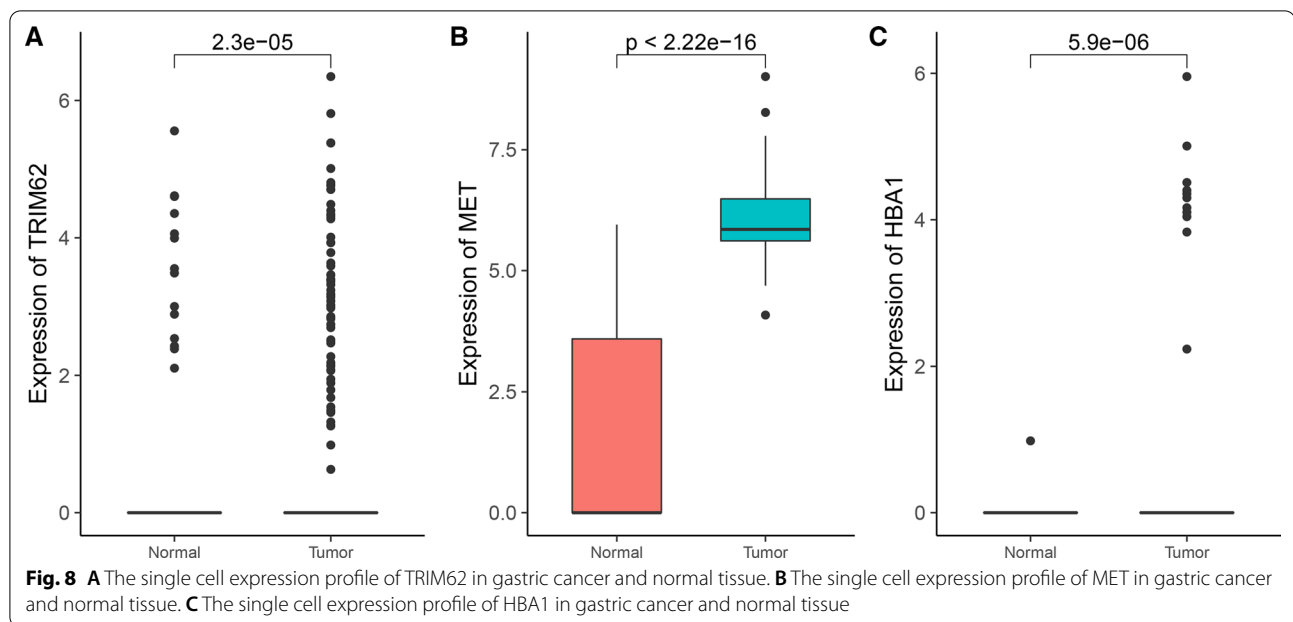 A
2.3e−05
Expression of TRIM62
6
4
2
0
Normal
Tumor
B
p < 2.22e−16
Expression of MET
7.5
5.0
2.5
0.0
Normal
Tumor
C
5.9e−06
Expression of HBA1
6
4
2
0
Normal
Tumor
Fig. 8 A The single cell expression profile of TRIM62 in gastric cancer and normal tissue. B The single cell expression profile of MET in gastric cancer
and normal tissue. C The single cell expression profile of HBA1 in gastric cancer and normal tissue